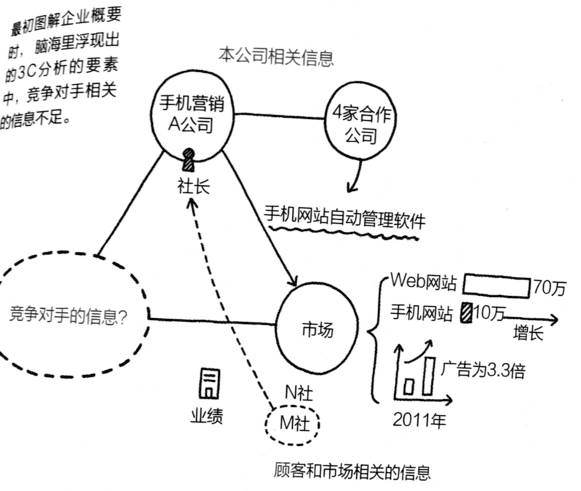 最初图解企业概要
时，脑海里浮现出
的3C分析的要素
中，竞争对手相关
的信息不足。
本公司相关信息
手机营销
A公司
4家合作
公司
社长
手机网站自动管理软件
竞争对手的信息?
市场
Web网站
70万
手机网站
10万
增长
广告为3.3倍
2011年
业绩
N社
M社
顾客和市场相关的信息